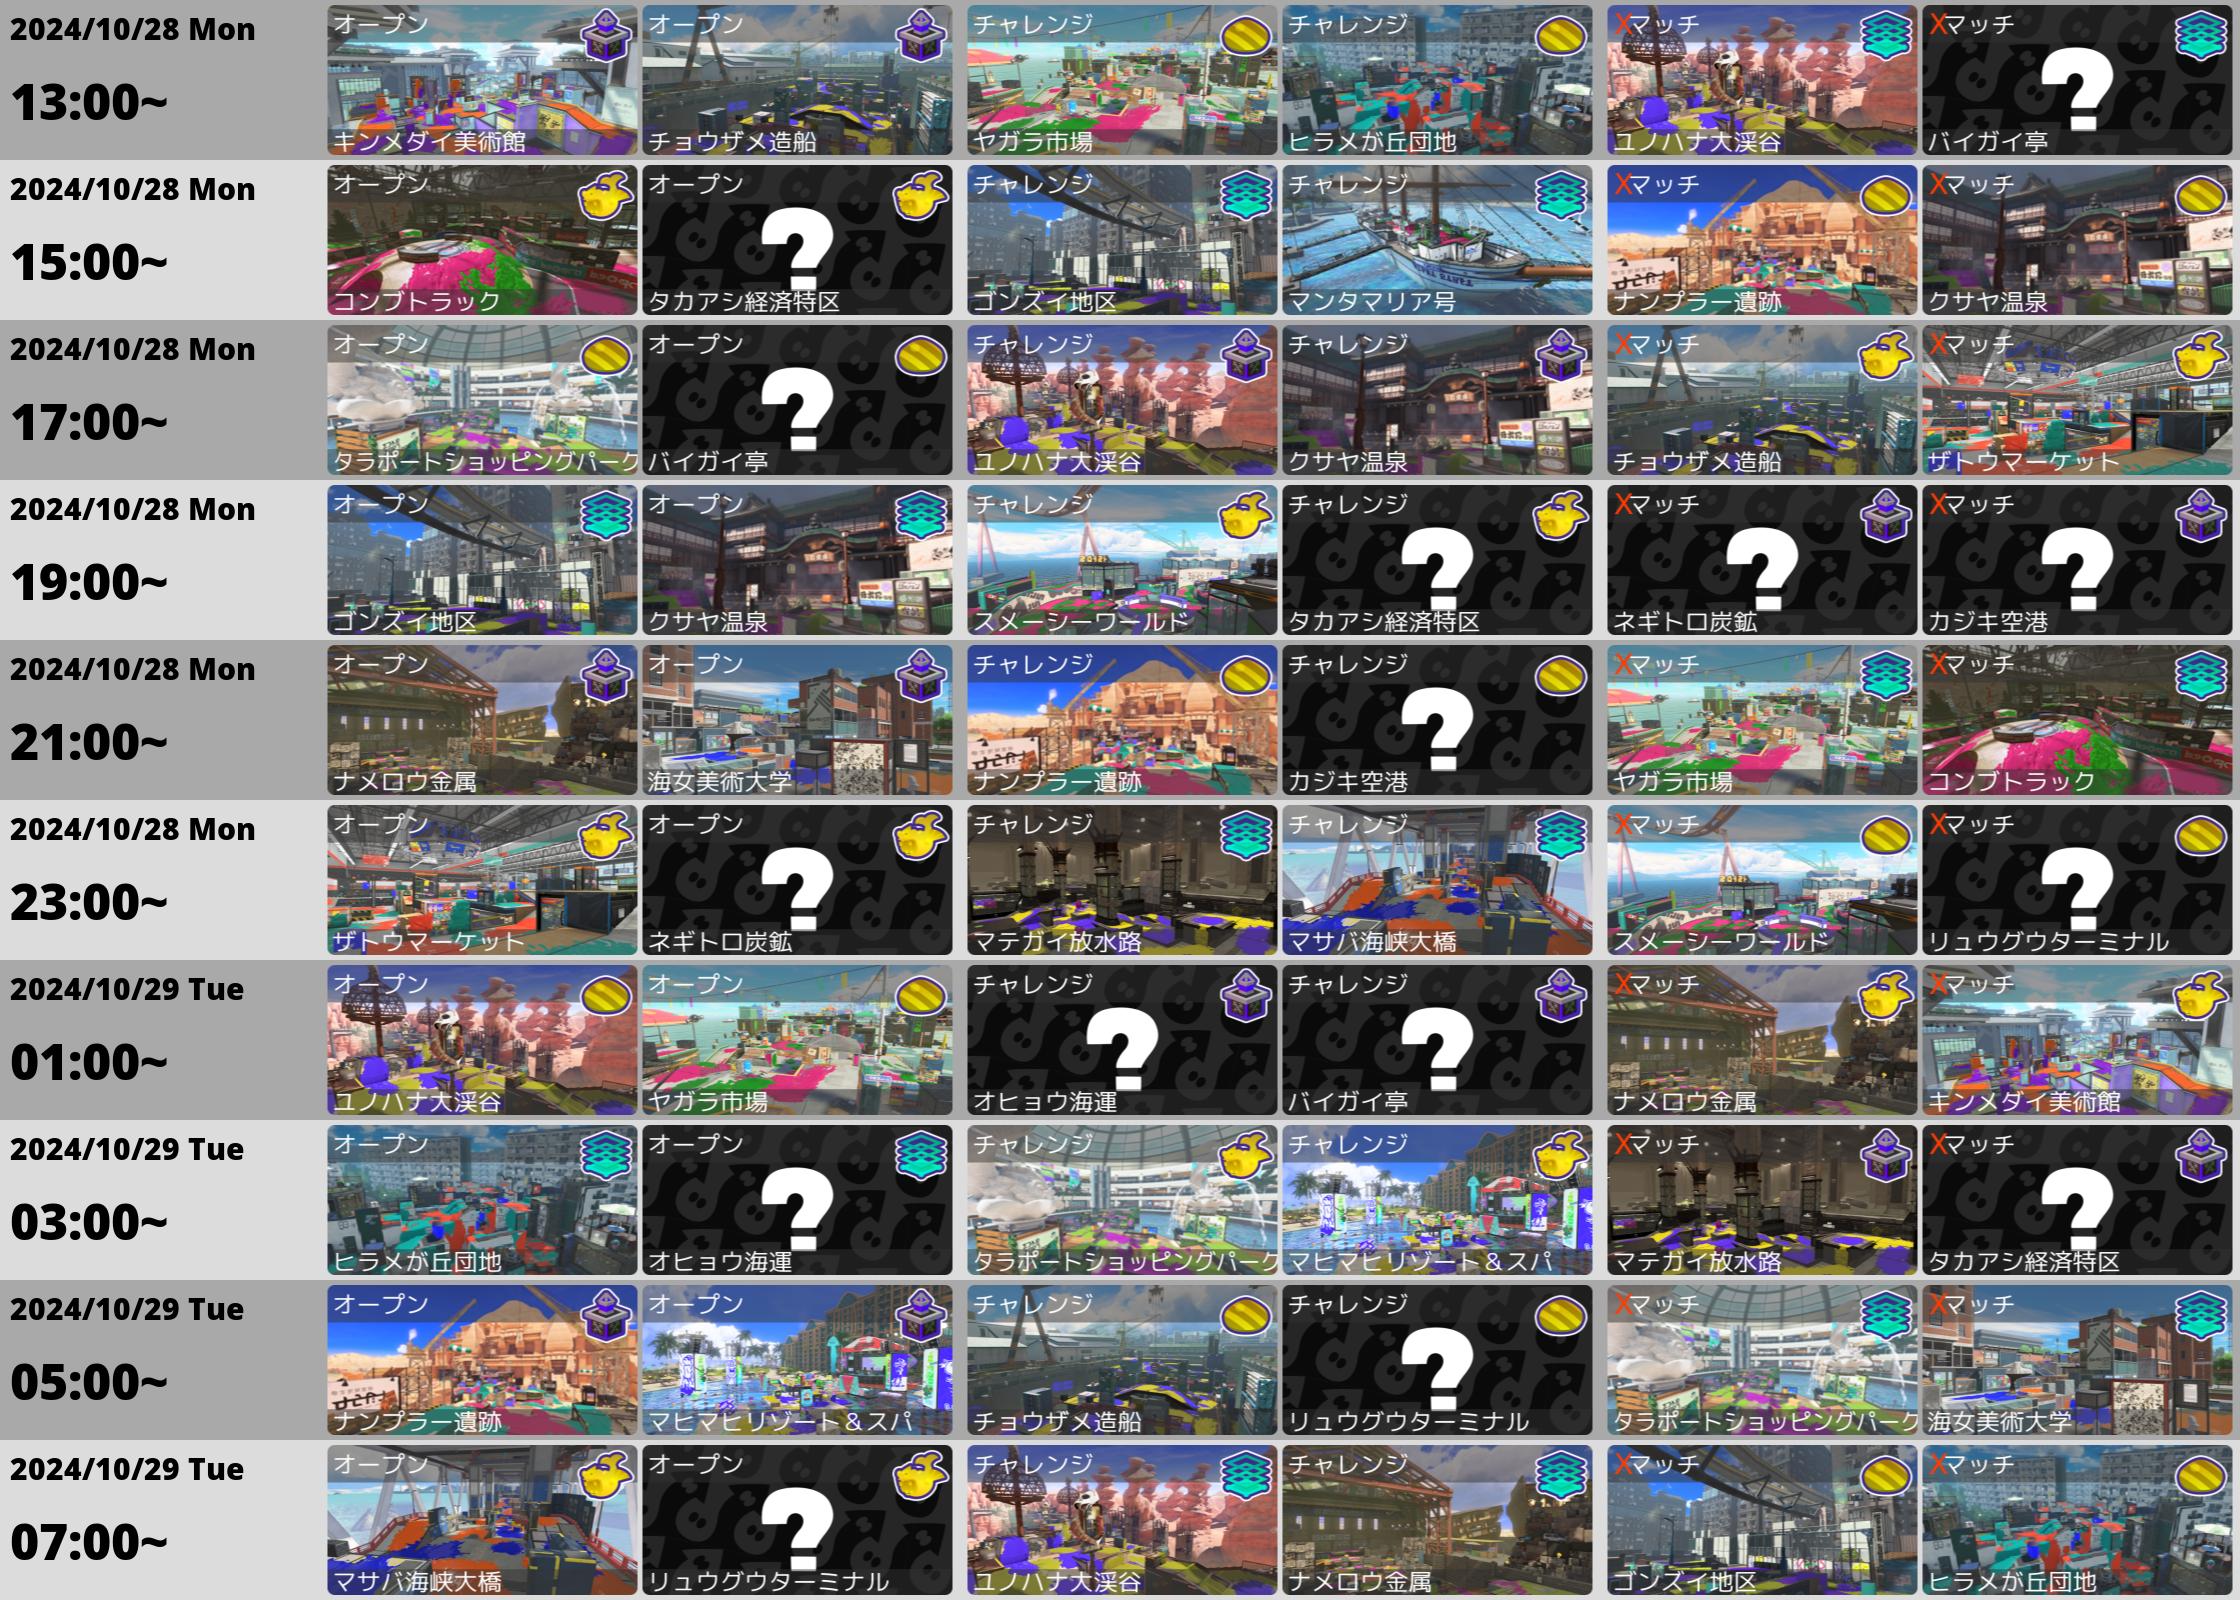 2024/10/28 Mon
13:00~
オープン
キンメダイ美術館
オープン
チョウザメ造船
チャレンジ
ヤガラ市場
チャレンジ
ヒラメが丘団地
Xマッチ
ユノハナ大渓谷
Xマッチ
バイガイ亭
2024/10/28 Mon
15:00~
オープン
コンブトラック
オープン
タカアシ経済特区
チャレンジ
ゴンズイ地区
チャレンジ
マンタマリア号
Xマッチ
ナンプラー遺跡
Xマッチ
クサヤ温泉
2024/10/28 Mon
17:00~
オープン
タラポートショッピングパーク
オープン
バイガイ亭
チャレンジ
ユノハナ大渓谷
チャレンジ
クサヤ温泉
Xマッチ
チョウザメ造船
Xマッチ
ザトウマーケット
2024/10/28 Mon
19:00~
オープン
ゴンズイ地区
オープン
クサヤ温泉
チャレンジ
スメーシーワールド
チャレンジ
タカアシ経済特区
Xマッチ
ネギトロ炭鉱
Xマッチ
カジキ空港
2024/10/28 Mon
21:00~
オープン
ナメロウ金属
オープン
海女美術大学
チャレンジ
ナンプラー遺跡
チャレンジ
カジキ空港
Xマッチ
ヤガラ市場
Xマッチ
コンブトラック
2024/10/28 Mon
23:00~
オープン
ザトウマーケット
オープン
ネギトロ炭鉱
チャレンジ
マテガイ放水路
チャレンジ
マサバ海峡大橋
Xマッチ
スメーシーワールド
Xマッチ
リュウグウターミナル
2024/10/29 Tue
01:00~
オープン
ユノハナ大渓谷
オープン
ヤガラ市場
チャレンジ
オヒョウ海運
チャレンジ
バイガイ亭
Xマッチ
ナメロウ金属
Xマッチ
キンメダイ美術館
2024/10/29 Tue
03:00~
オープン
ヒラメが丘団地
オープン
オヒョウ海運
チャレンジ
タラポートショッピングパーク
チャレンジ
マヒマヒリゾート＆スパ
Xマッチ
マテガイ放水路
Xマッチ
タカアシ経済特区
2024/10/29 Tue
05:00~
オープン
ナンプラー遺跡
オープン
マヒマヒリゾート＆スパ
チャレンジ
チョウザメ造船
チャレンジ
リュウグウターミナル
Xマッチ
タラポートショッピングパーク
Xマッチ
海女美術大学
2024/10/29 Tue
07:00~
オープン
マサバ海峡大橋
オープン
リュウグウターミナル
チャレンジ
ユノハナ大渓谷
チャレンジ
ナメロウ金属
Xマッチ
ゴンズイ地区
Xマッチ
ヒラメが丘団地